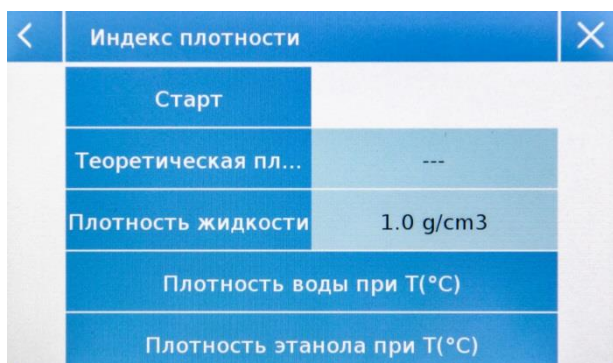 Индекс плотности
Старт
Теоретическая пл... ---
Плотность жидкости 1.0 g/cm3
Плотность воды при T(°C)
Плотность этанола при T(°C)